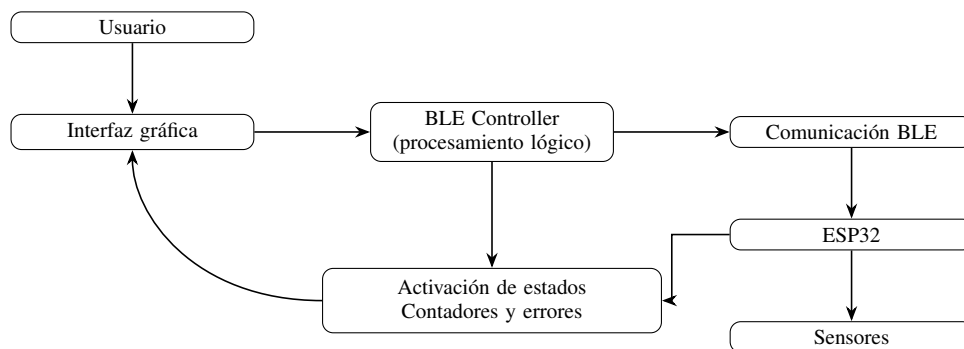 Usuario
Interfaz gráfica
BLE Controller
(procesamiento lógico)
Comunicación BLE
ESP32
Activación de estados
Contadores y errores
Sensores